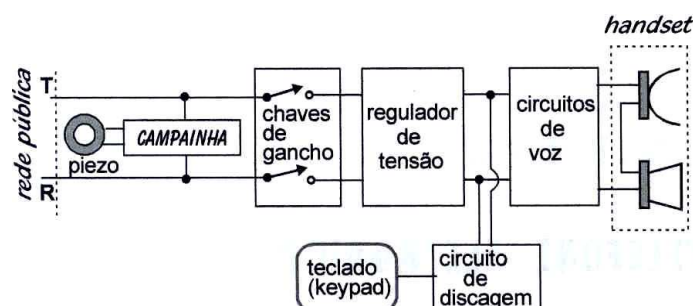 handset
rede pública
T
R
CAMPAINHA
piezo
chaves
de
gancho
regulador
de
tensão
circuitos
de
voz
teclado
(keypad)
circuito
de
discagem